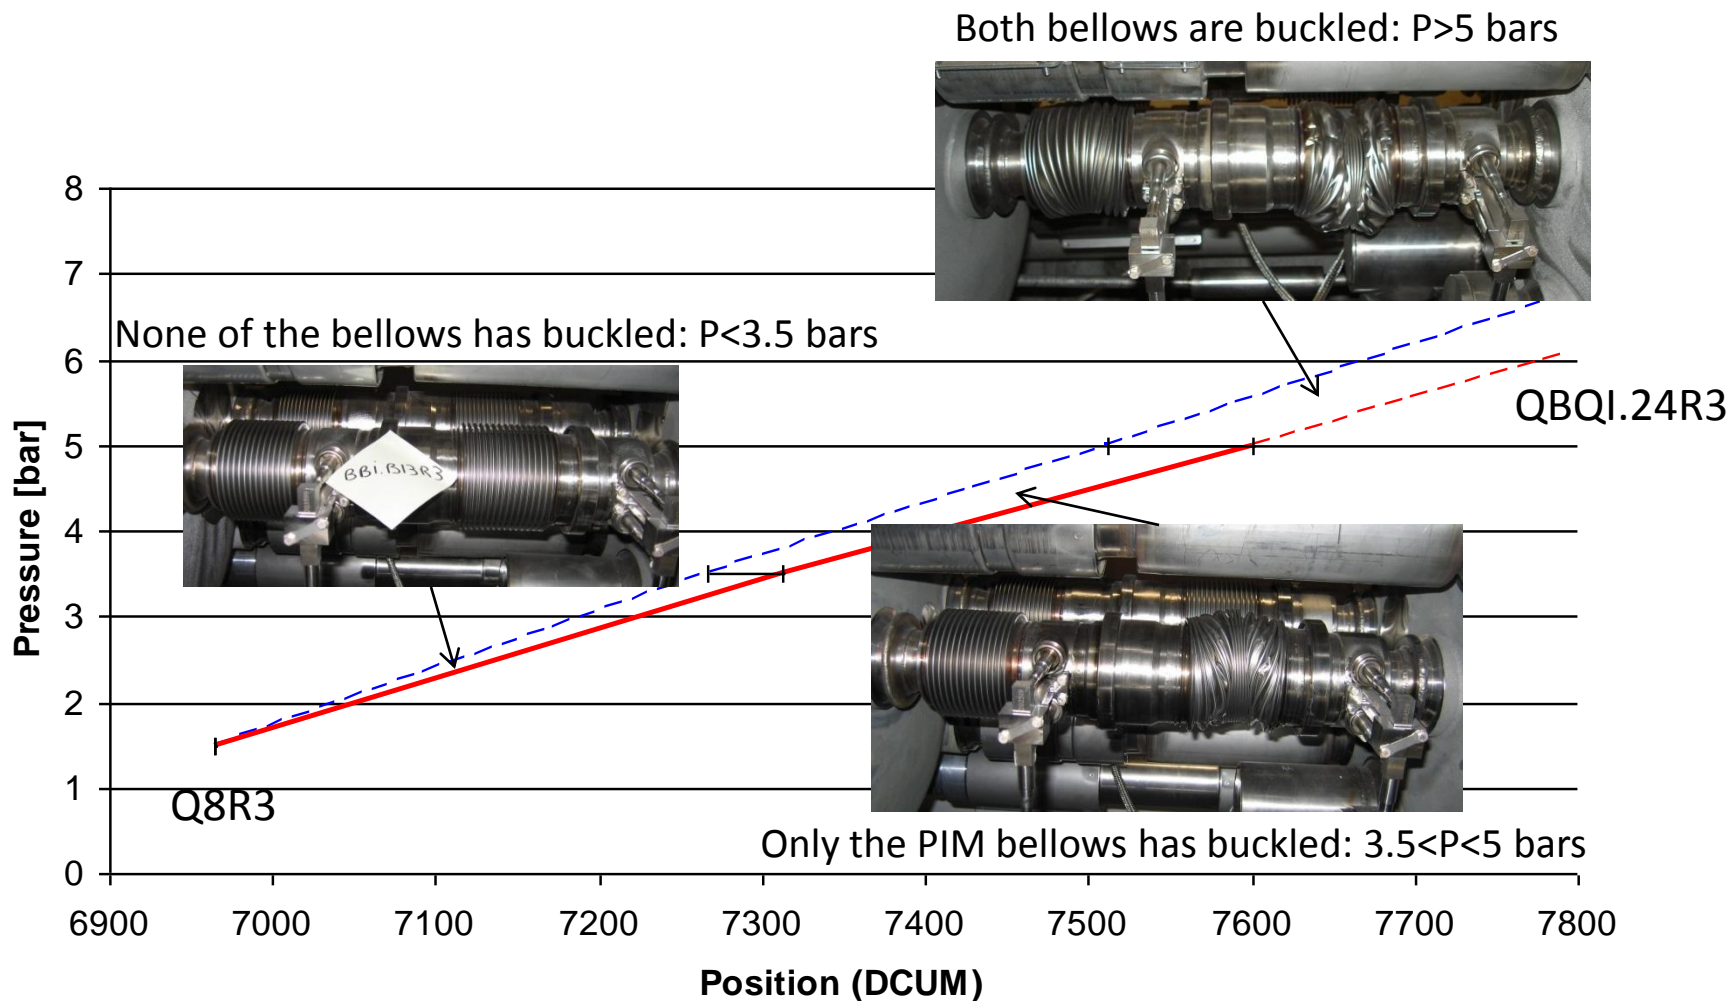 Both bellows are buckled: P>5 bars
8
7
None of the bellows has buckled: P<3.5 bars
6
BBi.B13R3
QBQI.24R3
5
Pressure [bar]
4
3
2
1
Q8R3
Only the PIM bellows has buckled: 3.5<P<5 bars
0
6900 7000 7100 7200 7300 7400 7500 7600 7700 7800
Position (DCUM)